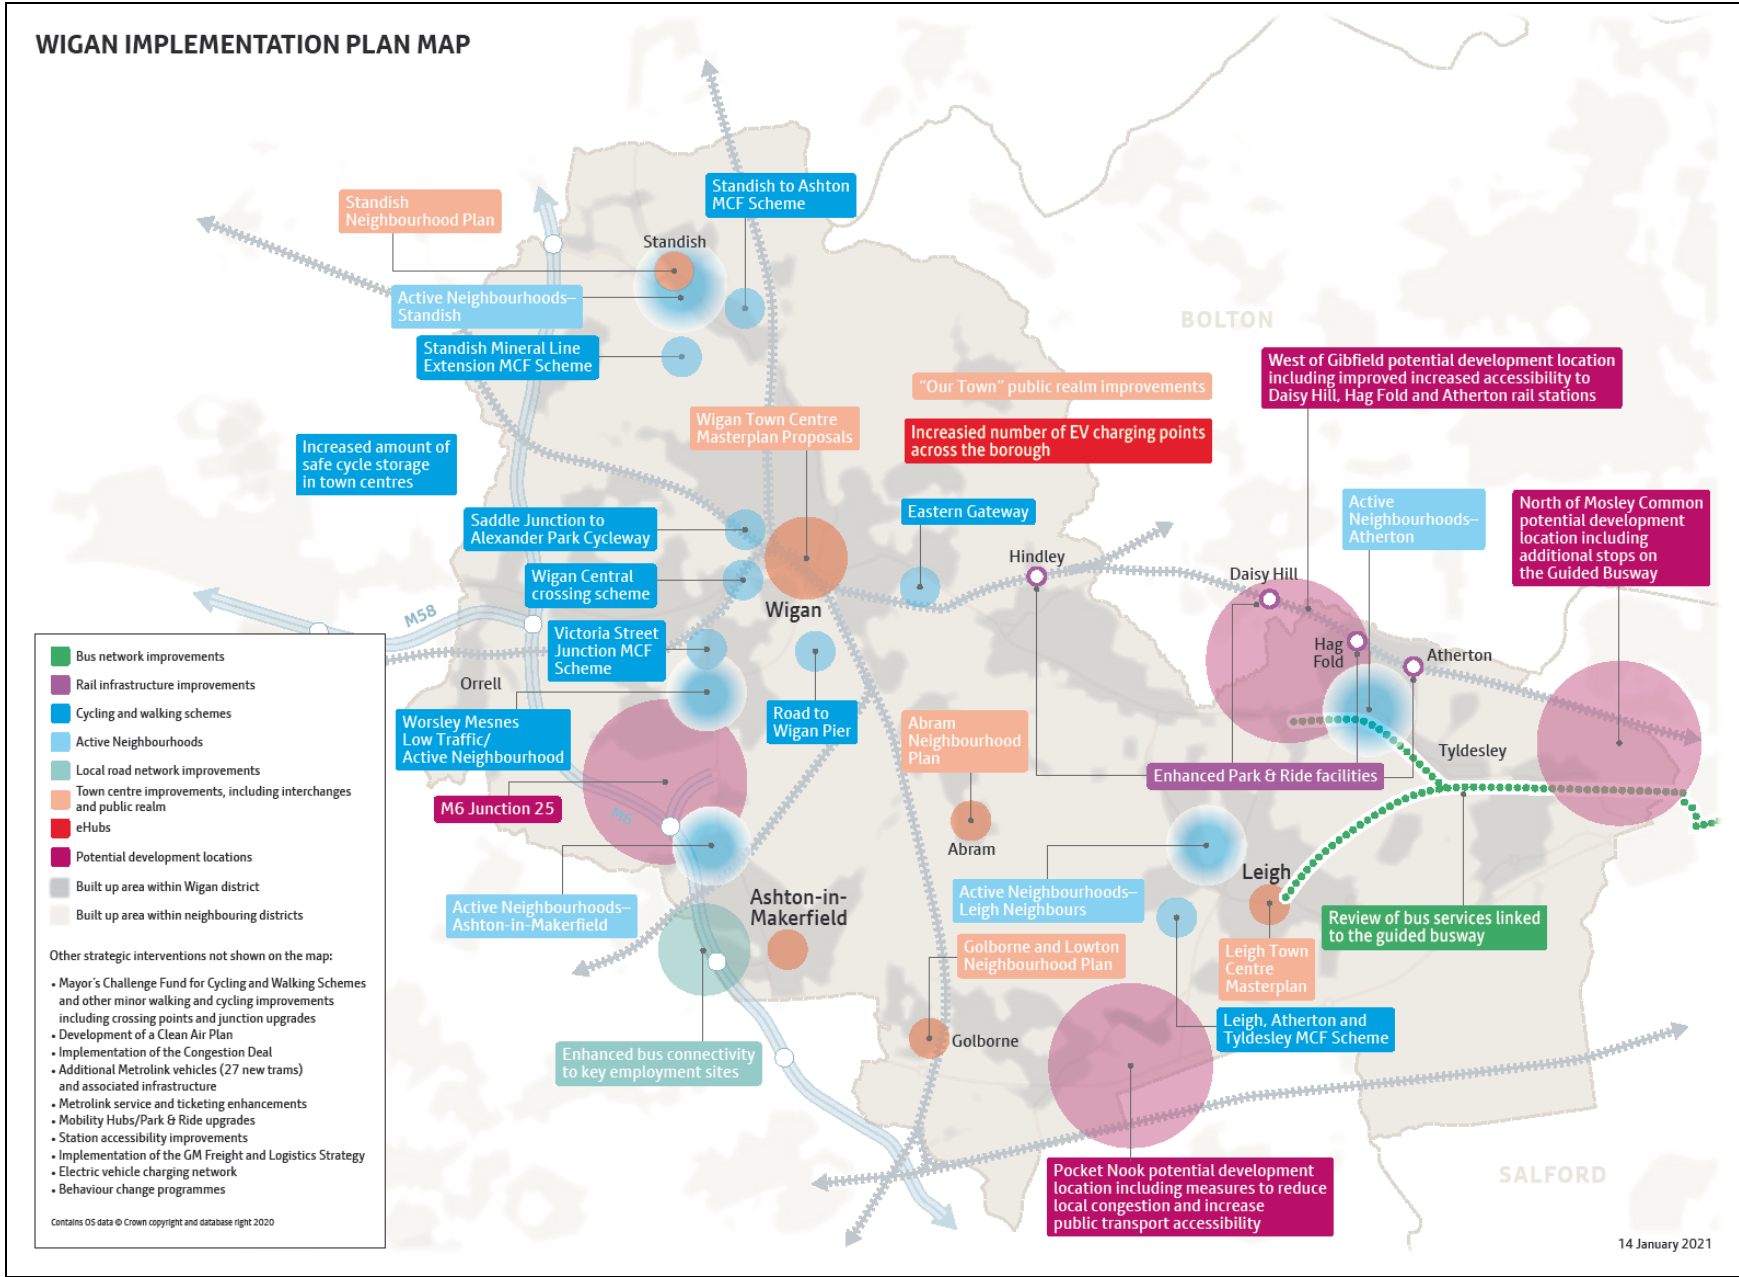 WIGAN IMPLEMENTATION PLAN MAP
Standish to Ashton
MCF Scheme
Standish
Neighbourhood Plan
Standish
Active Neighbourhoods–
Standish
BOLTON
Standish Mineral Line
Extension MCF Scheme
West of Gibfield potential development location
including improved increased accessibility to
Daisy Hill, Hag Fold and Atherton rail stations
"Our Town" public realm improvements
Wigan Town Centre
Masterplan Proposals
Increasied number of EV charging points
across the borough
Increased amount of
safe cycle storage
in town centres
Active
Neighbourhoods–
Atherton
North of Mosley Common
potential development
location including
additional stops on
the Guided Busway
Saddle Junction to
Alexander Park Cycleway
Eastern Gateway
Hindley
Daisy Hill
Wigan Central
crossing scheme
Wigan
M58
Victoria Street
Junction MCF
Scheme
Hag
Fold
Atherton
Orrell
Worsley Mesnes
Low Traffic/
Active Neighbourhood
Road to
Wigan Pier
Abram
Neighbourhood
Plan
Tyldesley
Enhanced Park & Ride facilities
M6 Junction 25
M6
Abram
Leigh
Active Neighbourhoods–
Ashton-in-Makerfield
Ashton-in-
Makerfield
Active Neighbourhoods–
Leigh Neighbours
Review of bus services linked
to the guided busway
Golborne and Lowton
Neighbourhood Plan
Leigh Town
Centre
Masterplan
Leigh, Atherton and
Tyldesley MCF Scheme
Golborne
Enhanced bus connectivity
to key employment sites
Pocket Nook potential development
location including measures to reduce
local congestion and increase
public transport accessibility
SALFORD
Bus network improvements
Rail infrastructure improvements
Cycling and walking schemes
Active Neighbourhoods
Local road network improvements
Town centre improvements, including interchanges
and public realm
eHubs
Potential development locations
Built up area within Wigan district
Built up area within neighbouring districts
Other strategic interventions not shown on the map:
• Mayor's Challenge Fund for Cycling and Walking Schemes
and other minor walking and cycling improvements
including crossing points and junction upgrades
• Development of a Clean Air Plan
• Implementation of the Congestion Deal
• Additional Metrolink vehicles (27 new trams)
and associated infrastructure
• Metrolink service and ticketing enhancements
• Mobility Hubs/Park & Ride upgrades
• Station accessibility improvements
• Implementation of the GM Freight and Logistics Strategy
• Electric vehicle charging network
• Behaviour change programmes
Contains OS data © Crown copyright and database right 2020
14 January 2021